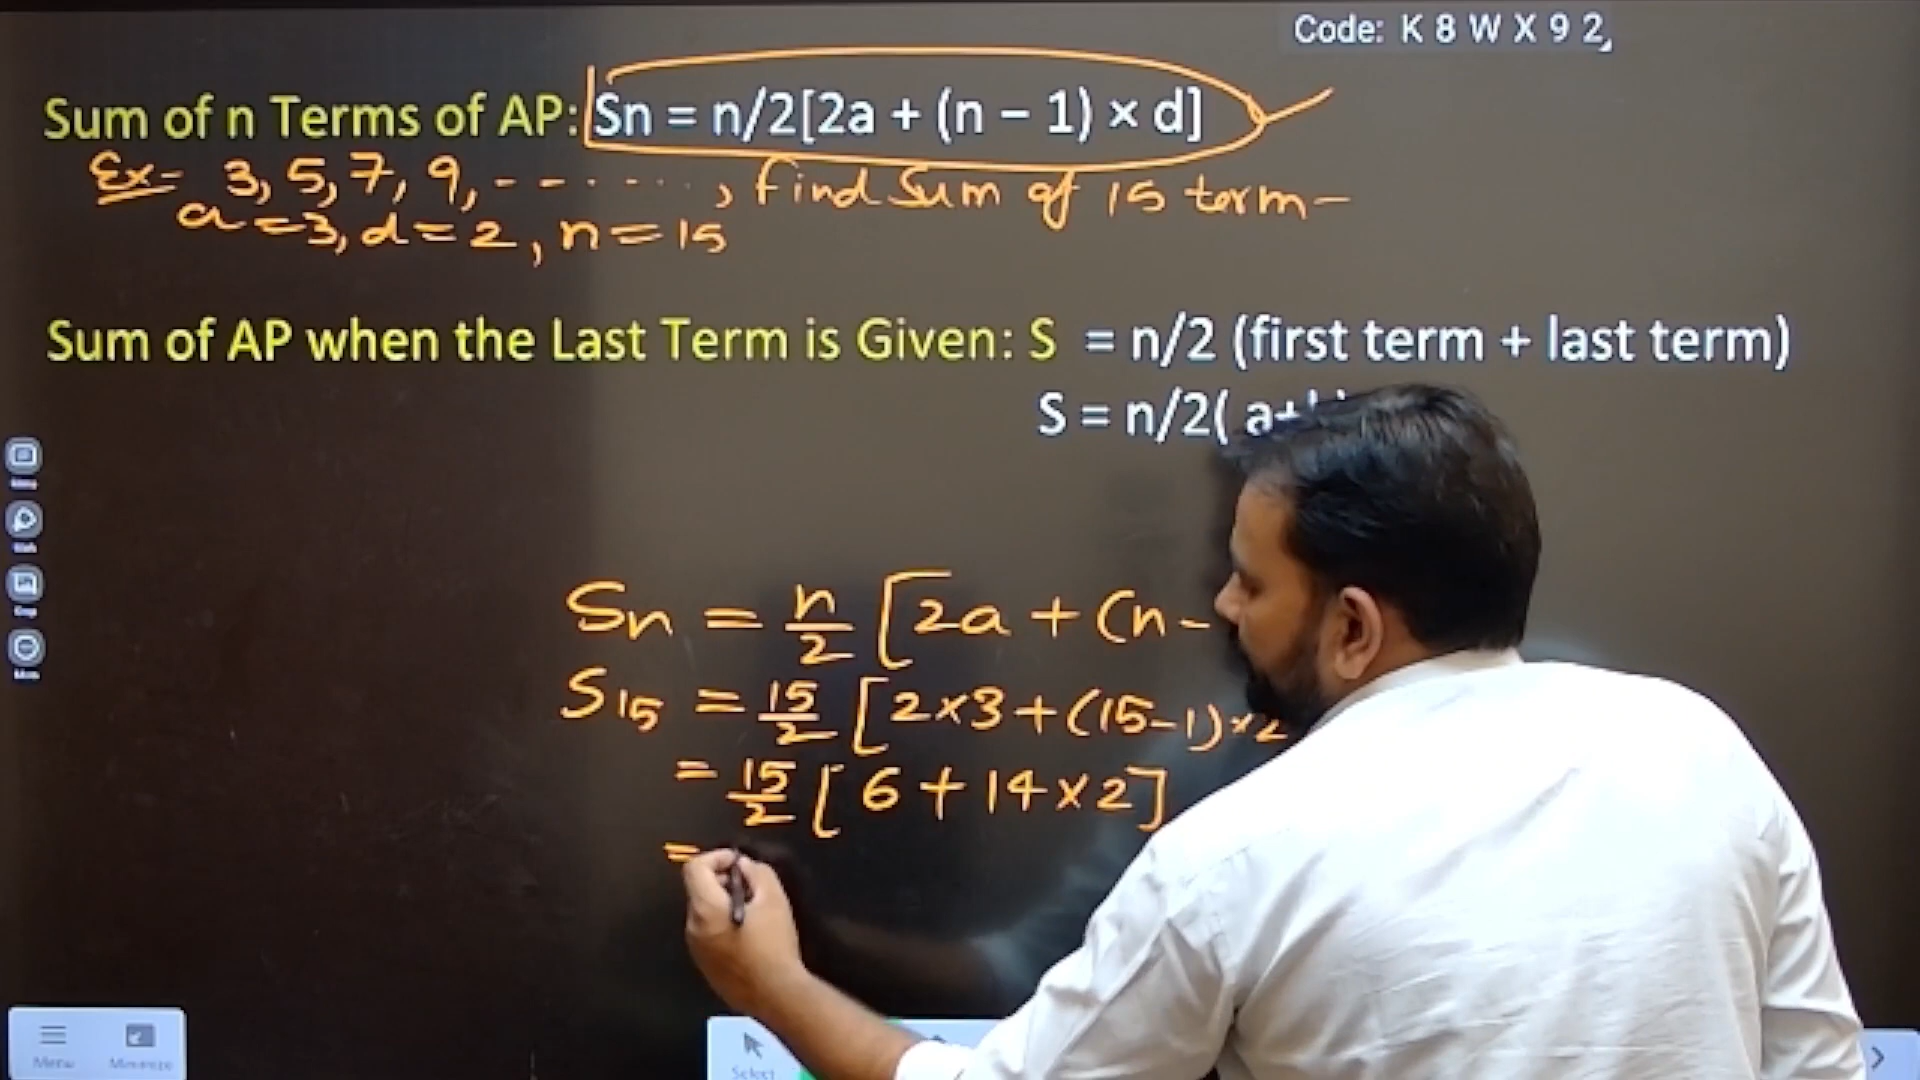 Code: K 8 W X 9 2
Sum of n Terms of AP: Sn = n/2[2a + (n − 1) × d]
Ex- 3, 5, 7, 9, - - - - - - -, find Sum of 15 term-
a = 3, d = 2, n = 15
Sum of AP when the Last Term is Given: S = n/2 (first term + last term)
S = n/2( a+
Sn = n/2 [2a + (n -
S15 = 15/2 [2×3+(15-1)×2
= 15/2 [ 6 + 14×2]
=
Menu
Minimize
Select